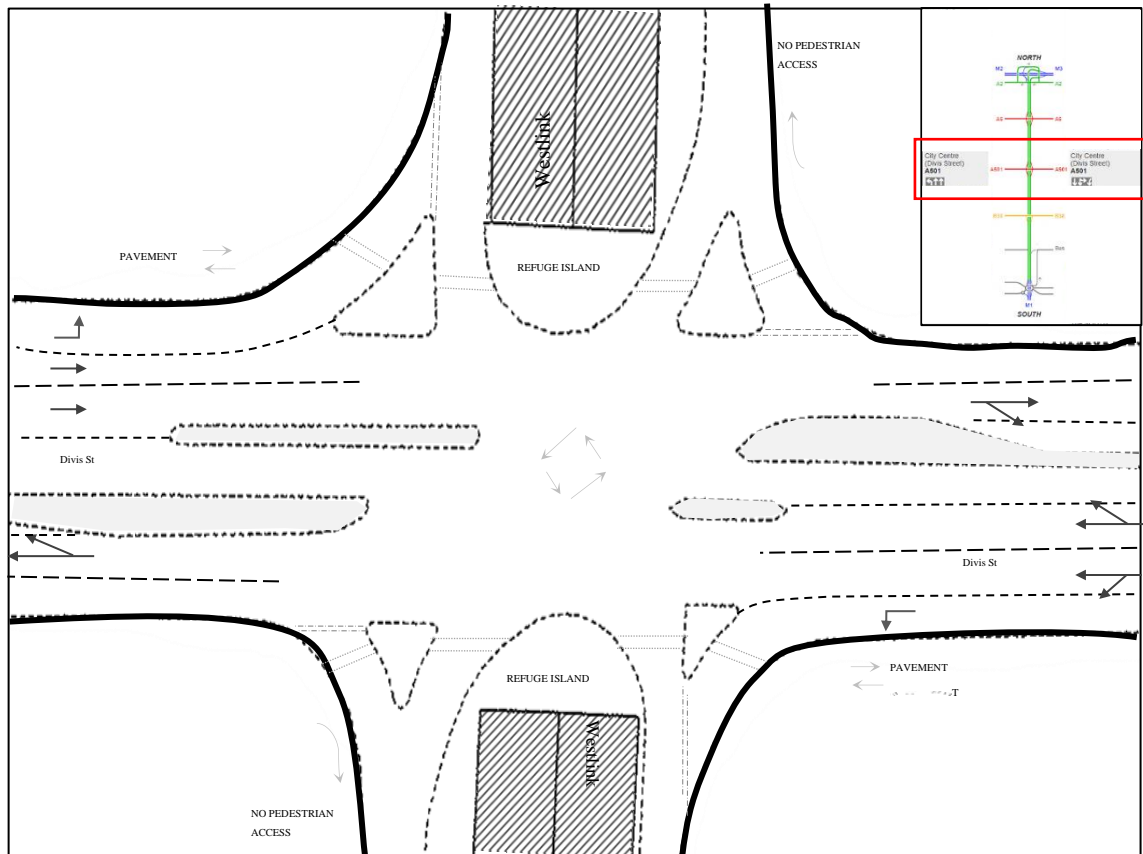 NO PEDESTRIAN
ACCESS
Westlink
PAVEMENT
REFUGE ISLAND
NORTH
M2
M3
A2
A2
A6
A6
City Centre
(Divis Street)
A501
A501
A501
City Centre
(Divis Street)
A501
M1
SOUTH
Divis St
Divis St
PAVEMENT
REFUGE ISLAND
Westlink
NO PEDESTRIAN
ACCESS